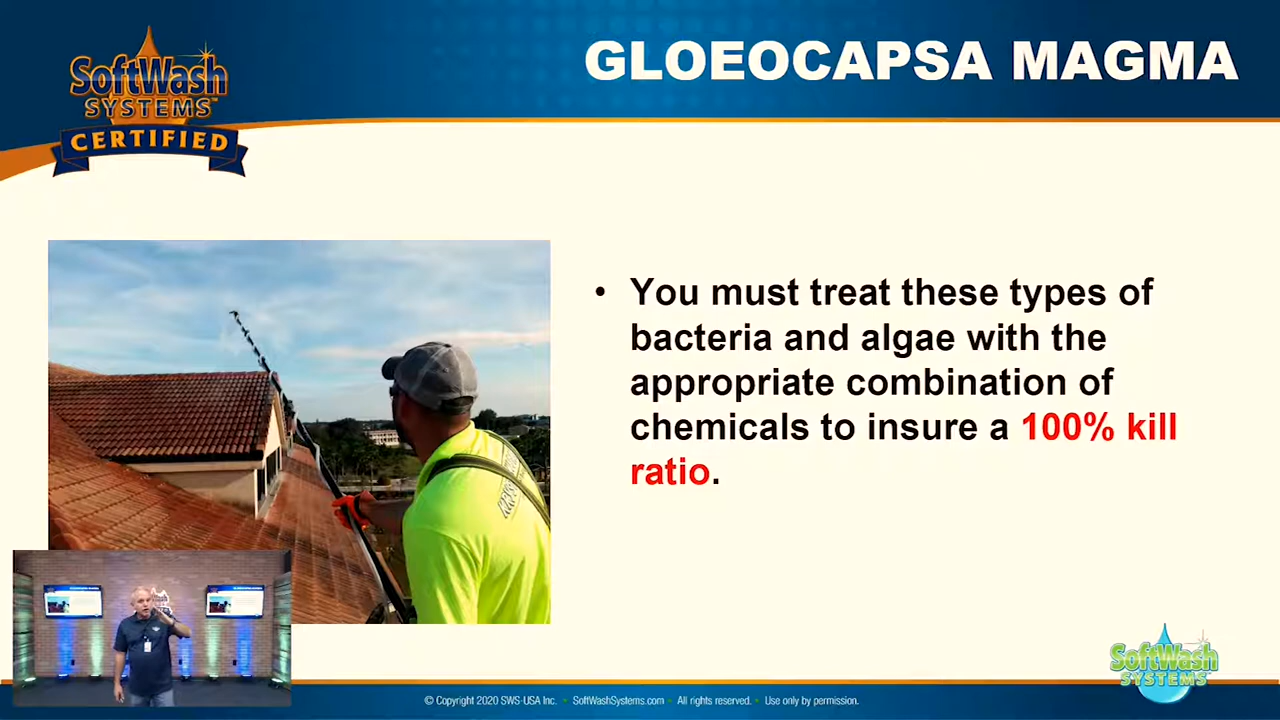 SoftWash
SYSTEMS™
CERTIFIED
GLOEOCAPSA MAGMA
• You must treat these types of
bacteria and algae with the
appropriate combination of
chemicals to insure a 100% kill
ratio.
SoftWash
SYSTEMS
© Copyright 2020 SWS-USA Inc. • SoftWashSystems.com • All rights reserved. • Use only by permission.